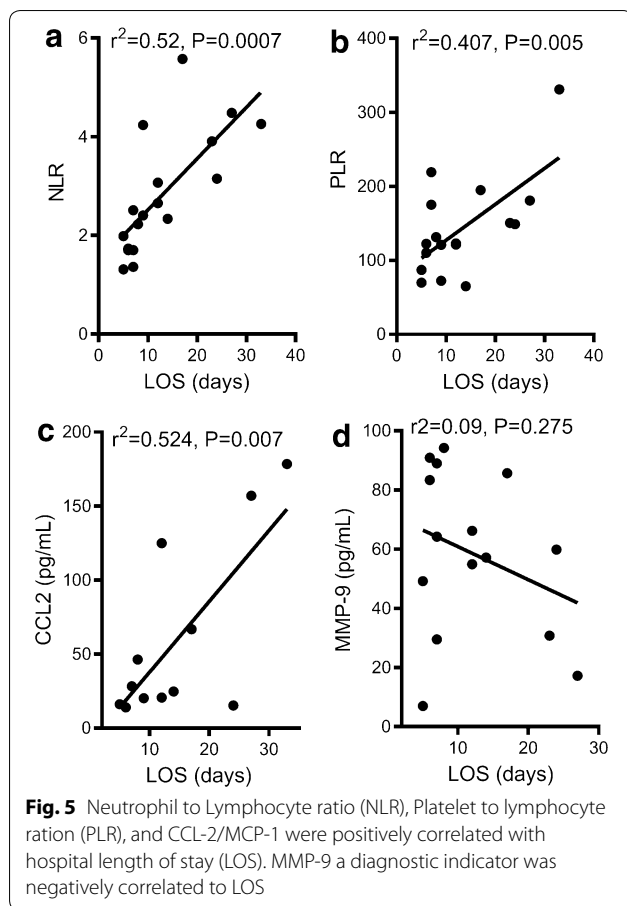 a
r²=0.52, P=0.0007
6
4
2
0
NLR
0 10 20 30 40
LOS (days)
b
r²=0.407, P=0.005
400
300
200
100
0
PLR
0 10 20 30 40
LOS (days)
c
r²=0.524, P=0.007
200
150
100
50
0
CCL2 (pg/mL)
10 20 30
LOS (days)
d
r2=0.09, P=0.275
100
80
60
40
20
0
MMP-9 (pg/mL)
10 20 30
LOS (days)
Fig. 5 Neutrophil to Lymphocyte ratio (NLR), Platelet to lymphocyte
ration (PLR), and CCL-2/MCP-1 were positively correlated with
hospital length of stay (LOS). MMP-9 a diagnostic indicator was
negatively correlated to LOS